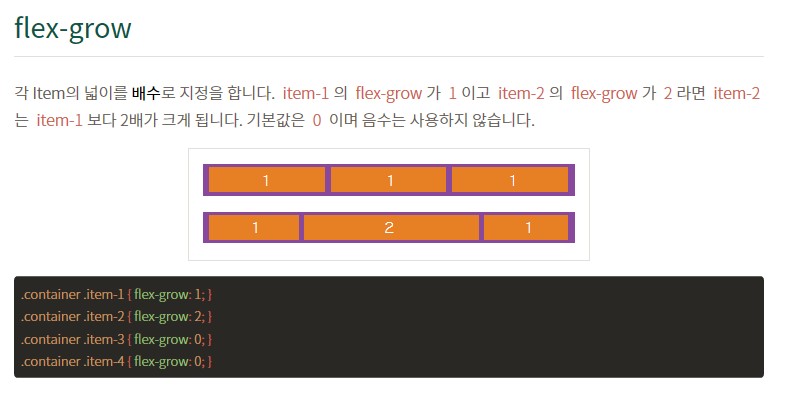 flex-grow
각 Item의 넓이를 배수로 지정을 합니다. item-1 의 flex-grow 가 1 이고 item-2 의 flex-grow 가 2 라면 item-2
는 item-1 보다 2배가 크게 됩니다. 기본값은 0 이며 음수는 사용하지 않습니다.
1 1 1
1 2 1
.container .item-1 { flex-grow: 1; }
.container .item-2 { flex-grow: 2; }
.container .item-3 { flex-grow: 0; }
.container .item-4 { flex-grow: 0; }